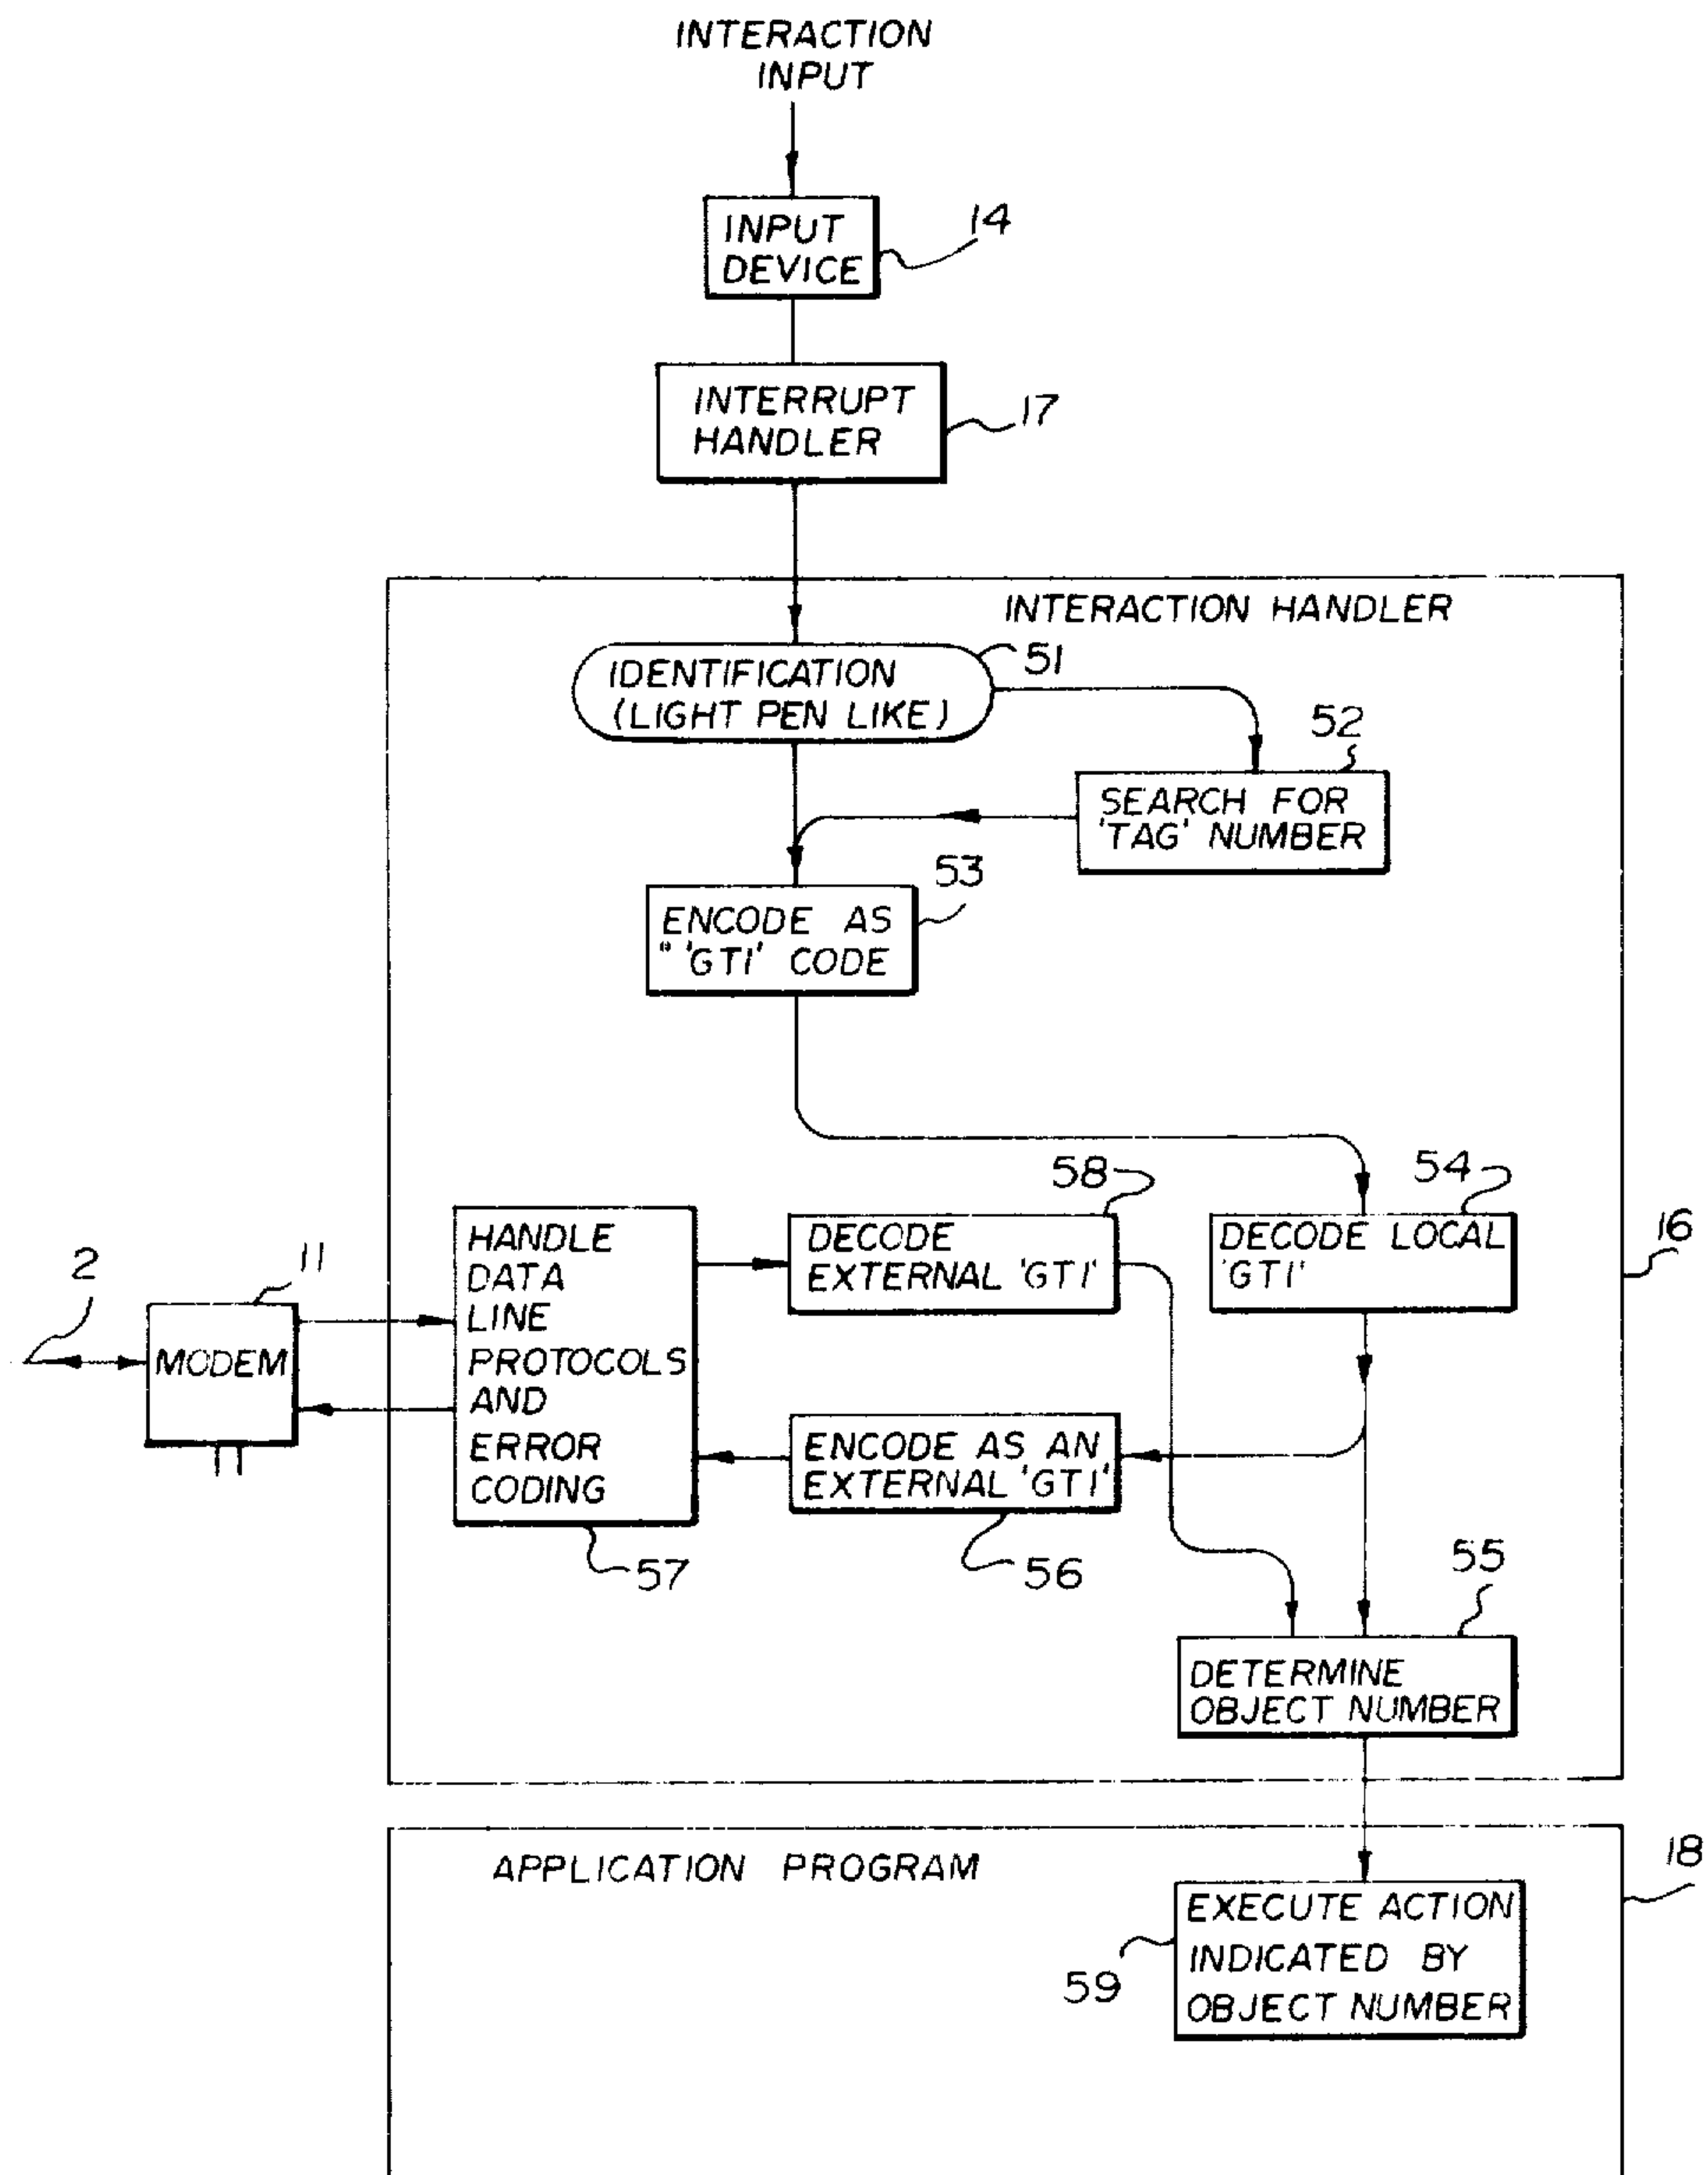 INTERACTION
INPUT
INPUT
DEVICE
14
INTERRUPT
HANDLER
17
INTERACTION HANDLER
IDENTIFICATION
(LIGHT PEN LIKE)
51
52
SEARCH FOR
'TAG' NUMBER
53
ENCODE AS
" 'GTI' CODE
58
54
HANDLE
DATA
LINE
PROTOCOLS
AND
ERROR
CODING
DECODE
EXTERNAL 'GTI'
DECODE LOCAL
'GTI'
16
2
11
MODEM
ENCODE AS AN
EXTERNAL 'GTI'
57
56
55
DETERMINE
OBJECT NUMBER
APPLICATION PROGRAM
18
EXECUTE ACTION
INDICATED BY
OBJECT NUMBER
59